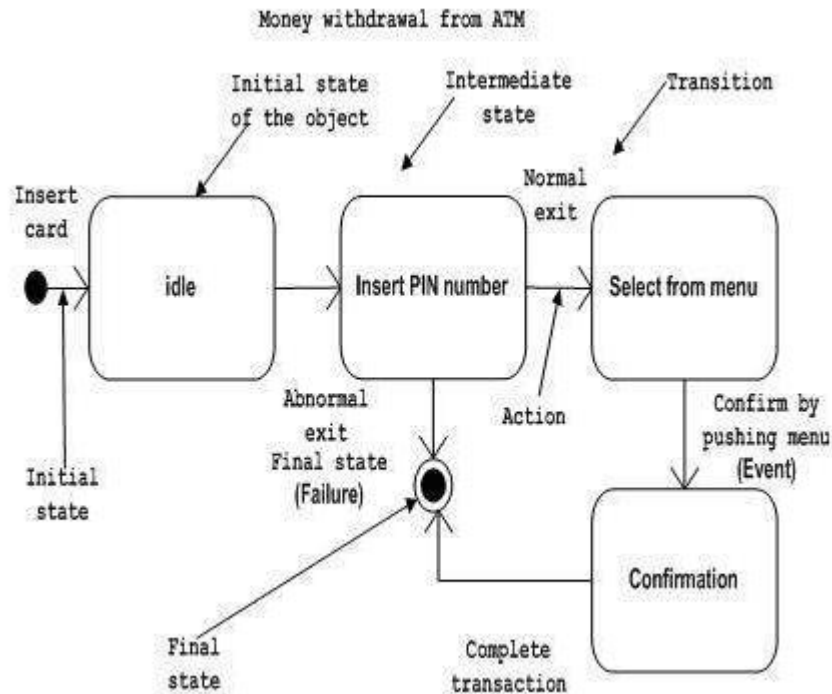 Money withdrawal from ATM
Initial state
of the object
Intermediate
state
Transition
Insert
card
Normal
exit
idle
Insert PIN number
Select from menu
Initial
state
Abnormal
exit
Final state
(Failure)
Action
Confirm by
pushing menu
(Event)
Confirmation
Final
state
Complete
transaction